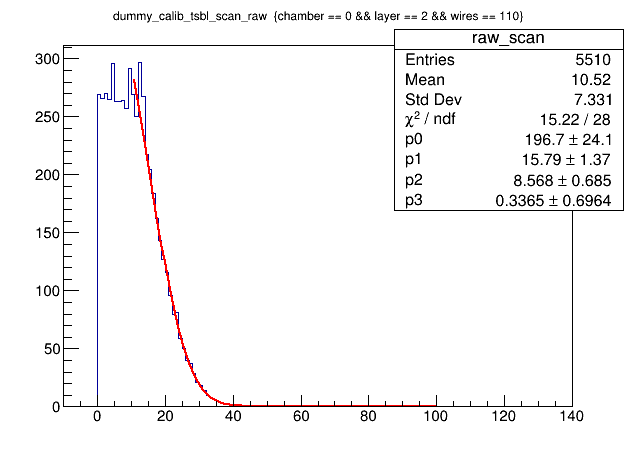 dummy_calib_tsbl_scan_raw {chamber == 0 && layer == 2 && wires == 110}
raw_scan
Entries 5510
Mean 10.52
Std Dev 7.331
χ² / ndf 15.22 / 28
p0 196.7 ± 24.1
p1 15.79 ± 1.37
p2 8.568 ± 0.685
p3 0.3365 ± 0.6964
300
250
200
150
100
50
0
0 20 40 60 80 100 120 140